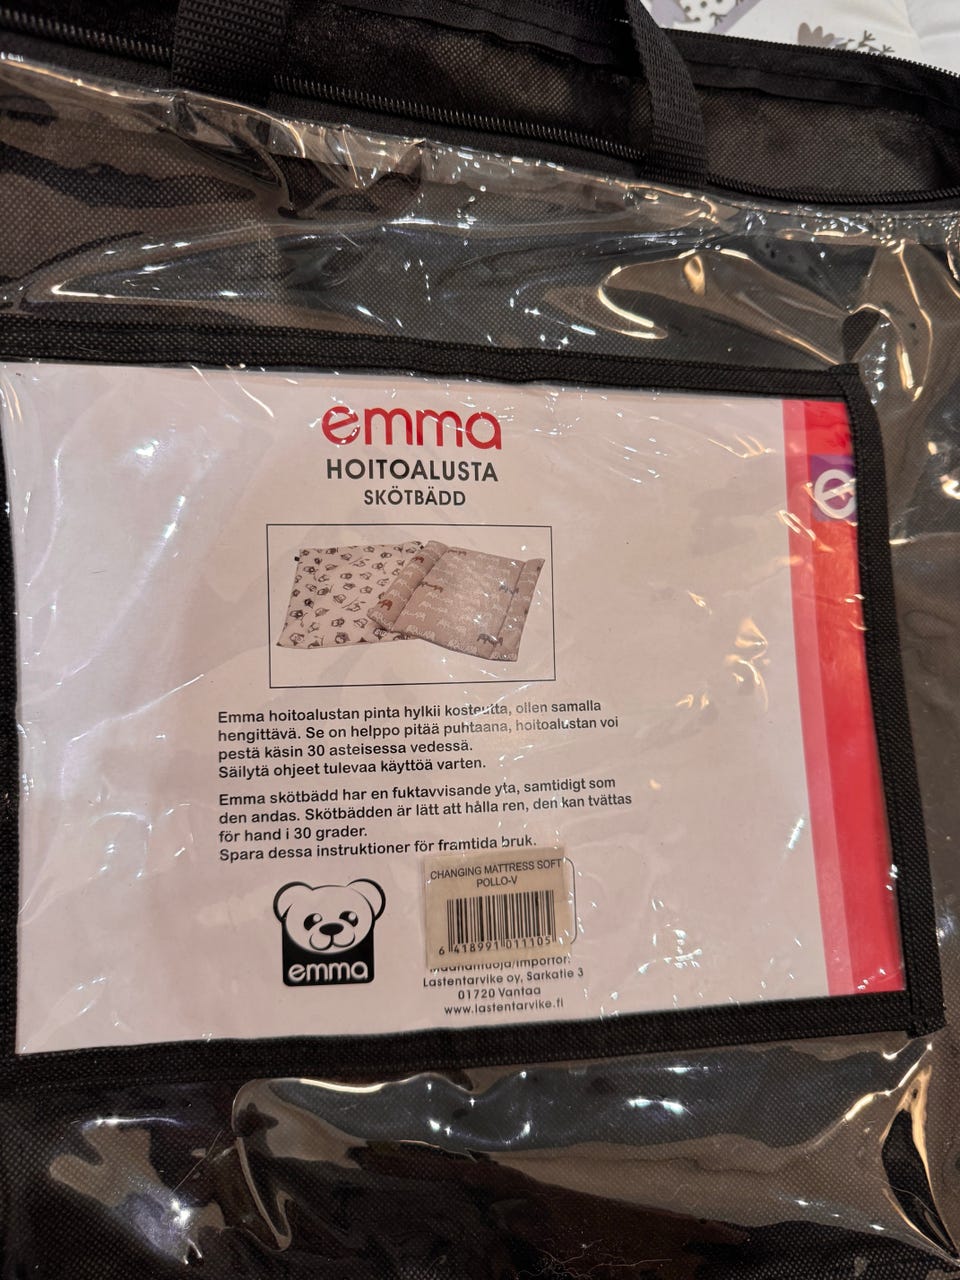 emma
HOITOALUSTA
SKÖTBÄDD
e
Emma hoitoalustan pinta hylkii kosteutta, ollen samalla
hengittävä. Se on helppo pitää puhtaana, hoitoalustan voi
pestä käsin 30 asteisessa vedessä.
Säilytä ohjeet tulevaa käyttöä varten.
Emma skötbädd har en fuktavvisande yta, samtidigt som
den andas. Skötbädden är lätt att hålla ren, den kan tvättas
för hand i 30 grader.
Spara dessa instruktioner för framtida bruk.
CHANGING MATTRESS SOFT
POLLO-V
6 418991 011105
emma
Maahantuoja/Importör:
Lastentarvike oy, Sarkatie 3
01720 Vantaa
www.lastentarvike.fi